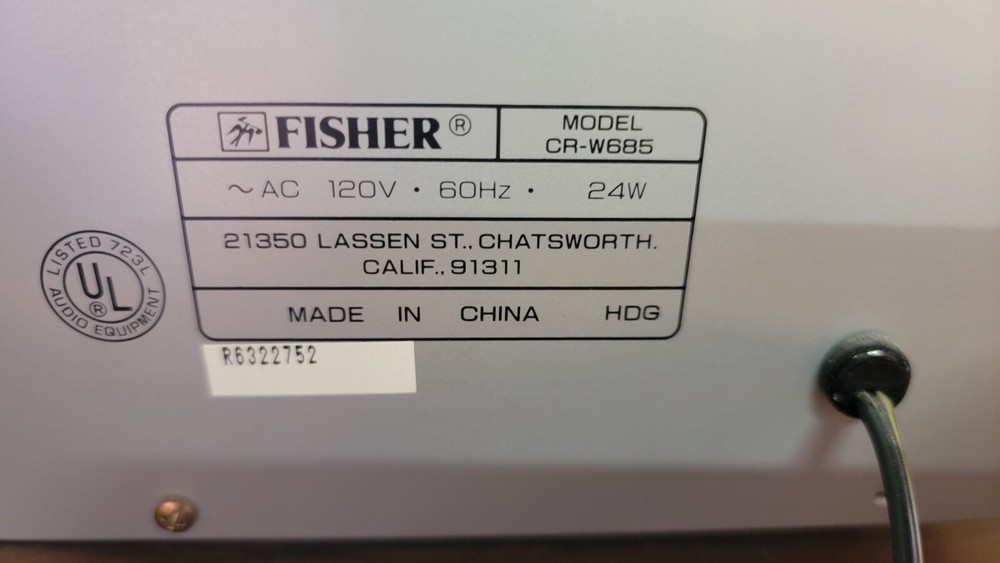 FISHER®
MODEL
CR-W685
~AC 120V · 60Hz · 24W
21350 LASSEN ST., CHATSWORTH.
CALIF., 91311
MADE IN CHINA HDG
LISTED 723L
UL®
AUDIO EQUIPMENT
R6322752